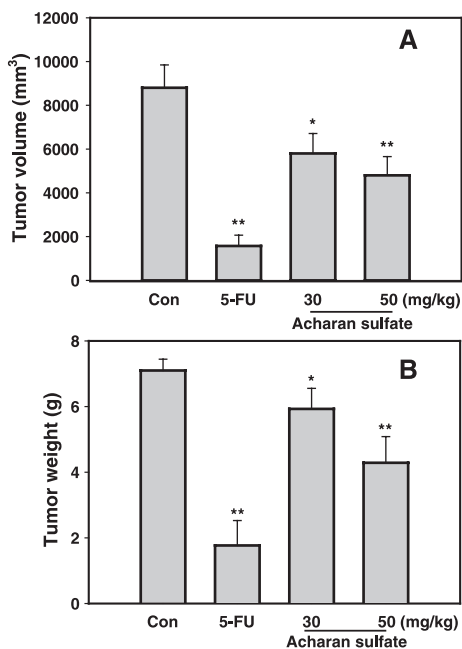 A
Tumor volume (mm³)
12000
10000
8000
6000
4000
2000
0
*
**
**
Con 5-FU 30 50 (mg/kg)
Acharan sulfate
B
Tumor weight (g)
8
6
4
2
0
*
**
**
Con 5-FU 30 50 (mg/kg)
Acharan sulfate